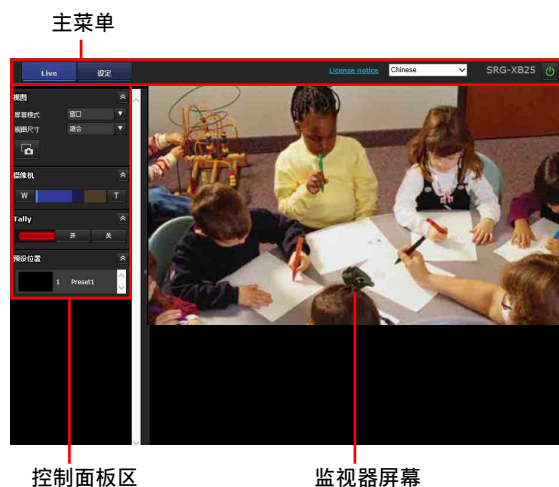 主菜单
Live 设定 License notice Chinese SRG-XB25
视图
屏幕模式 窗口
视图尺寸 适合
摄像机
W T
Tally
开 关
预设位置
1 Preset1
控制面板区 监视器屏幕